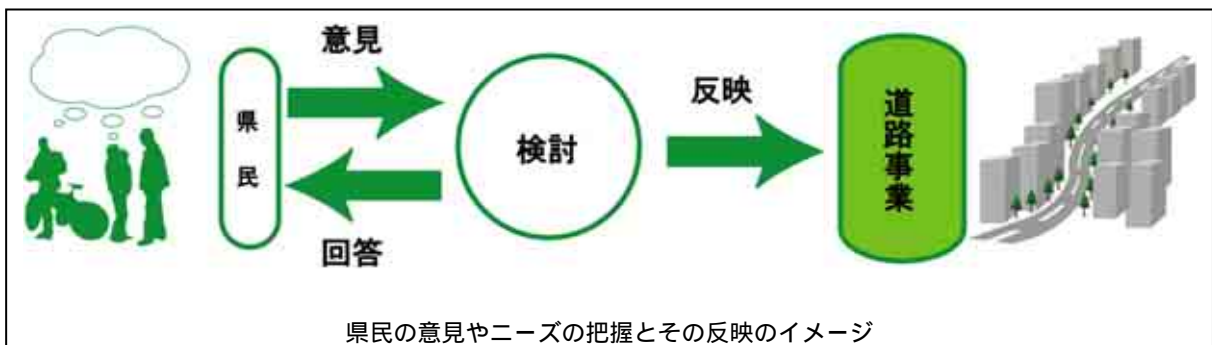 意見
県民
検討
回答
反映
道路事業
県民の意見やニーズの把握とその反映のイメージ